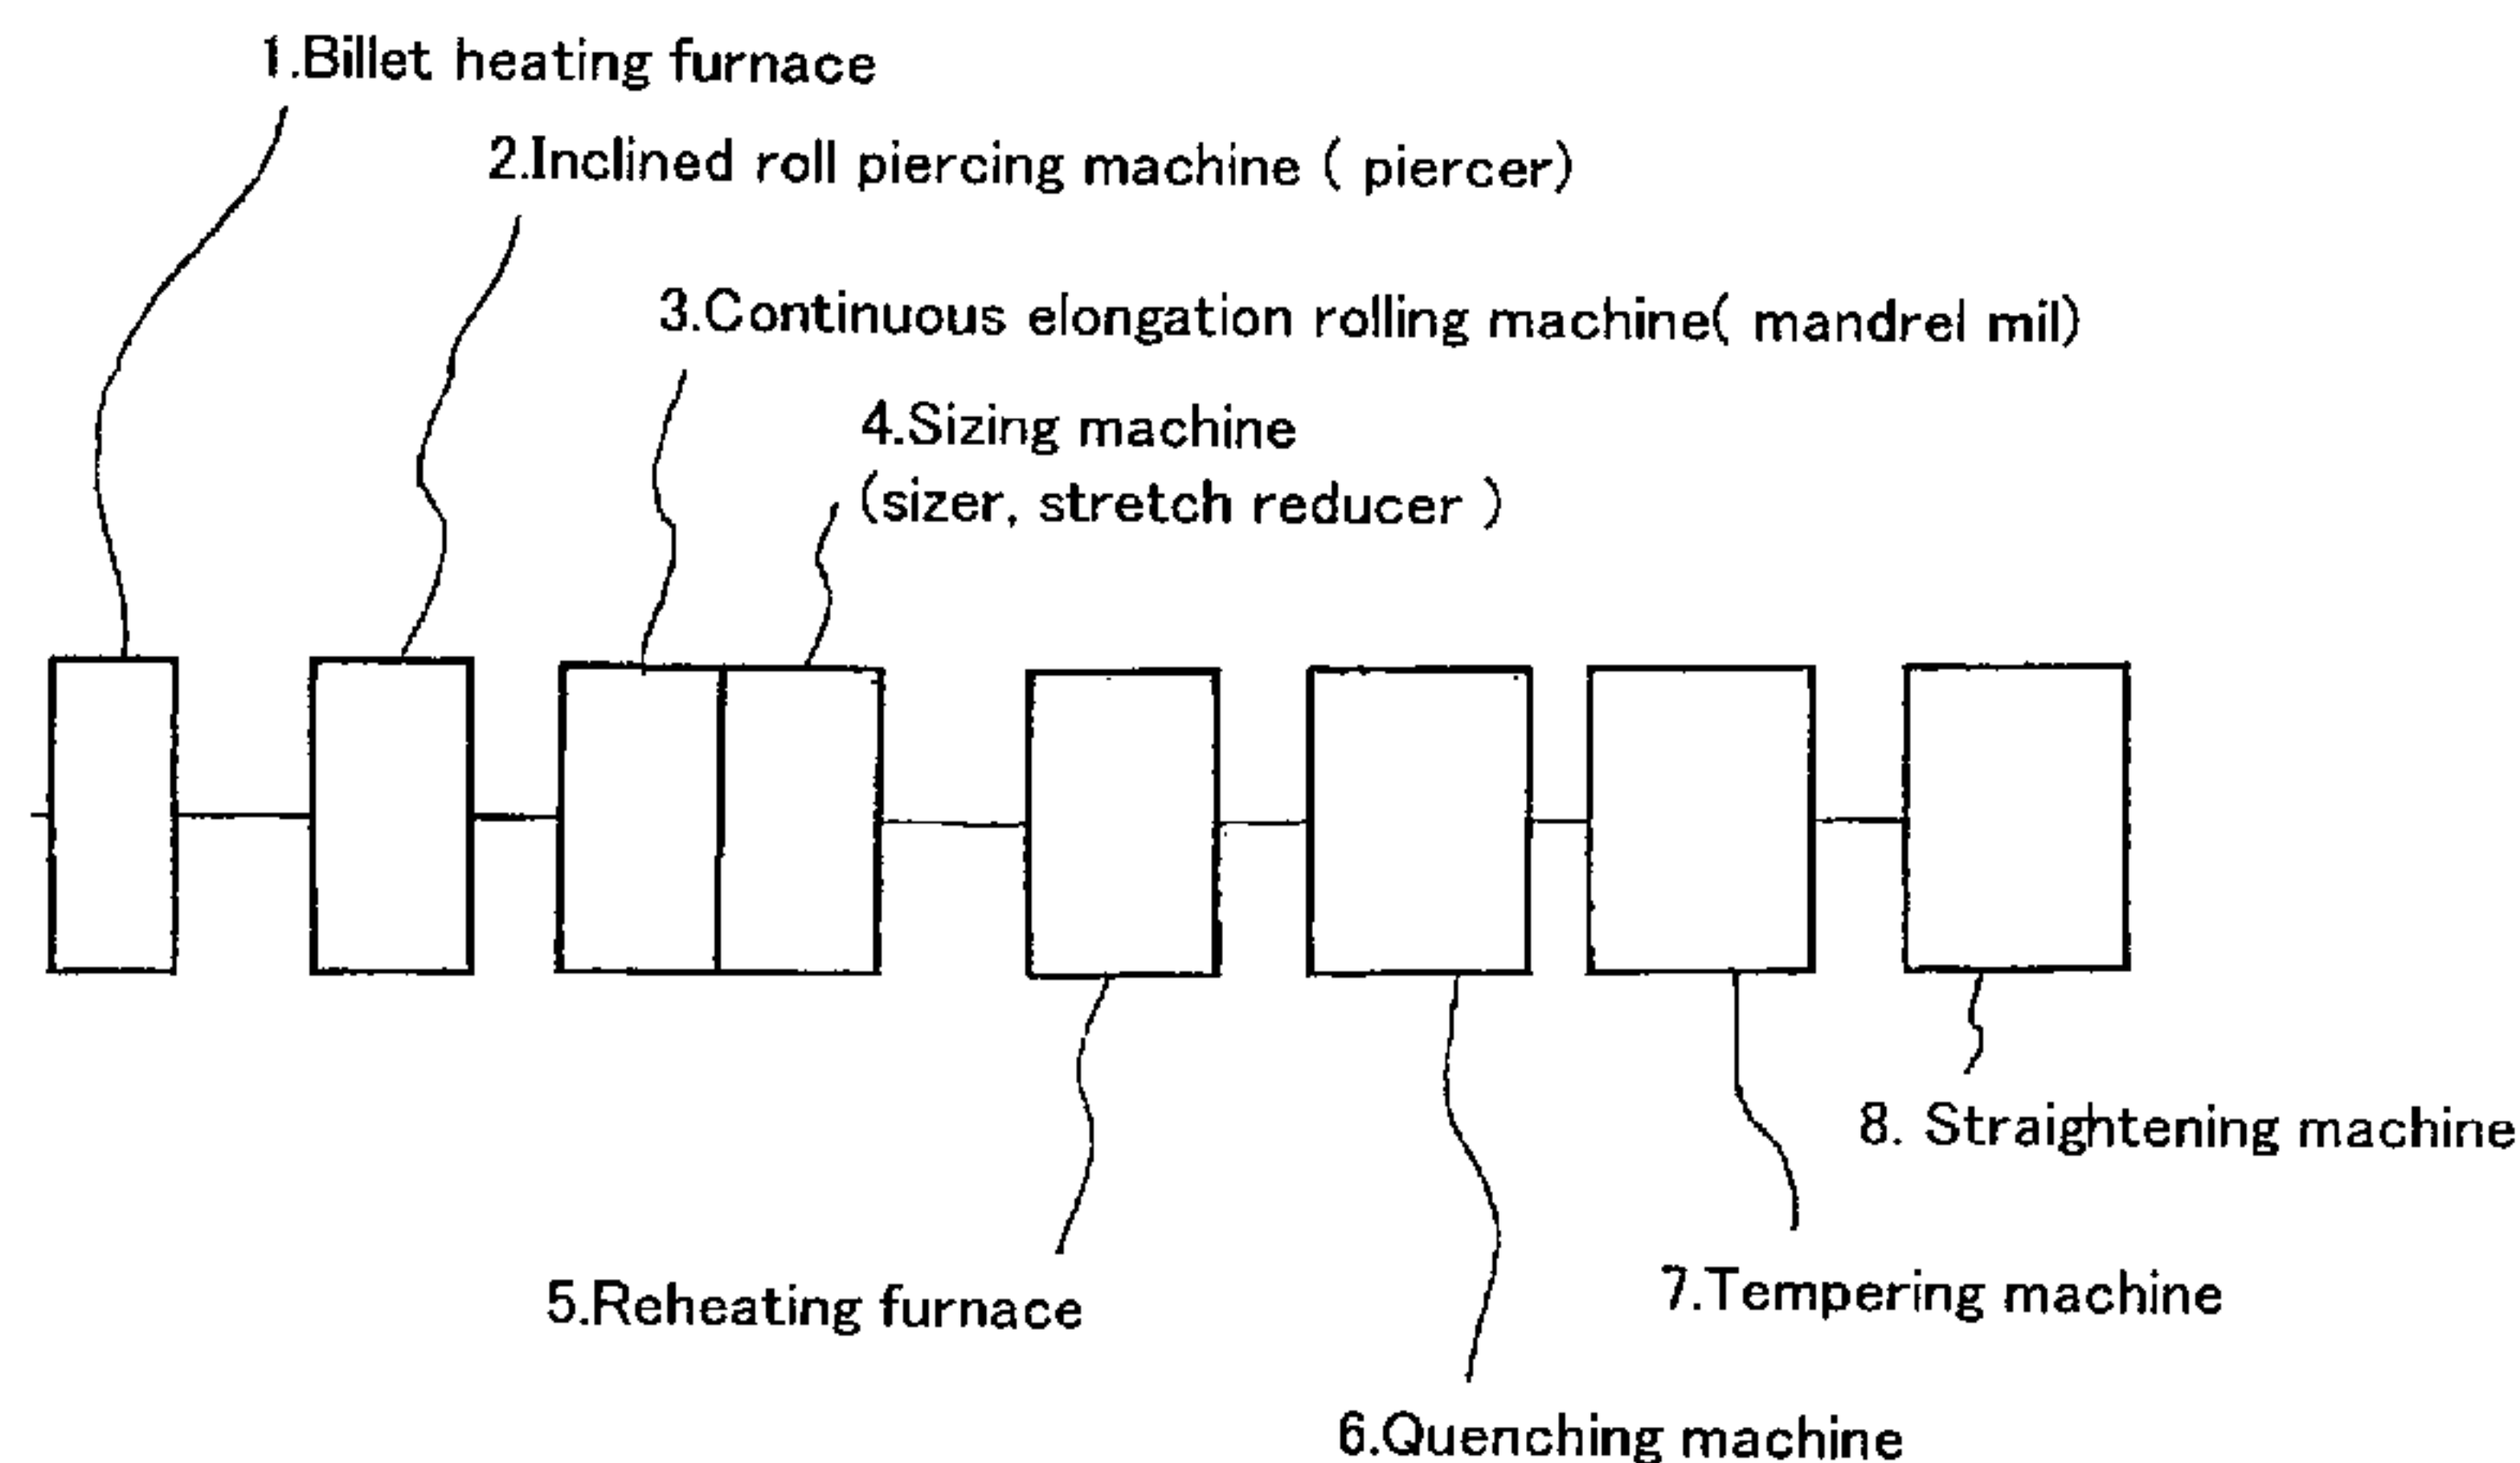 1.Billet heating furnace
2.Inclined roll piercing machine ( piercer)
3.Continuous elongation rolling machine( mandrel mil)
4.Sizing machine
(sizer, stretch reducer )
8. Straightening machine
5.Reheating furnace
7.Tempering machine
6.Quenching machine